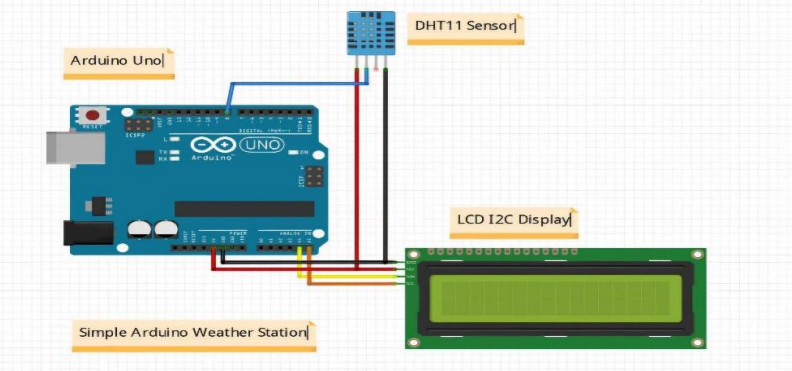 DHT11 Sensor
Arduino Uno
RESET
ICSP2
L
TX
RX
DIGITAL (PWM~)
UNO
ON
Arduino
ICSP
POWER
ANALOG IN
LCD I2C Display
Simple Arduino Weather Station